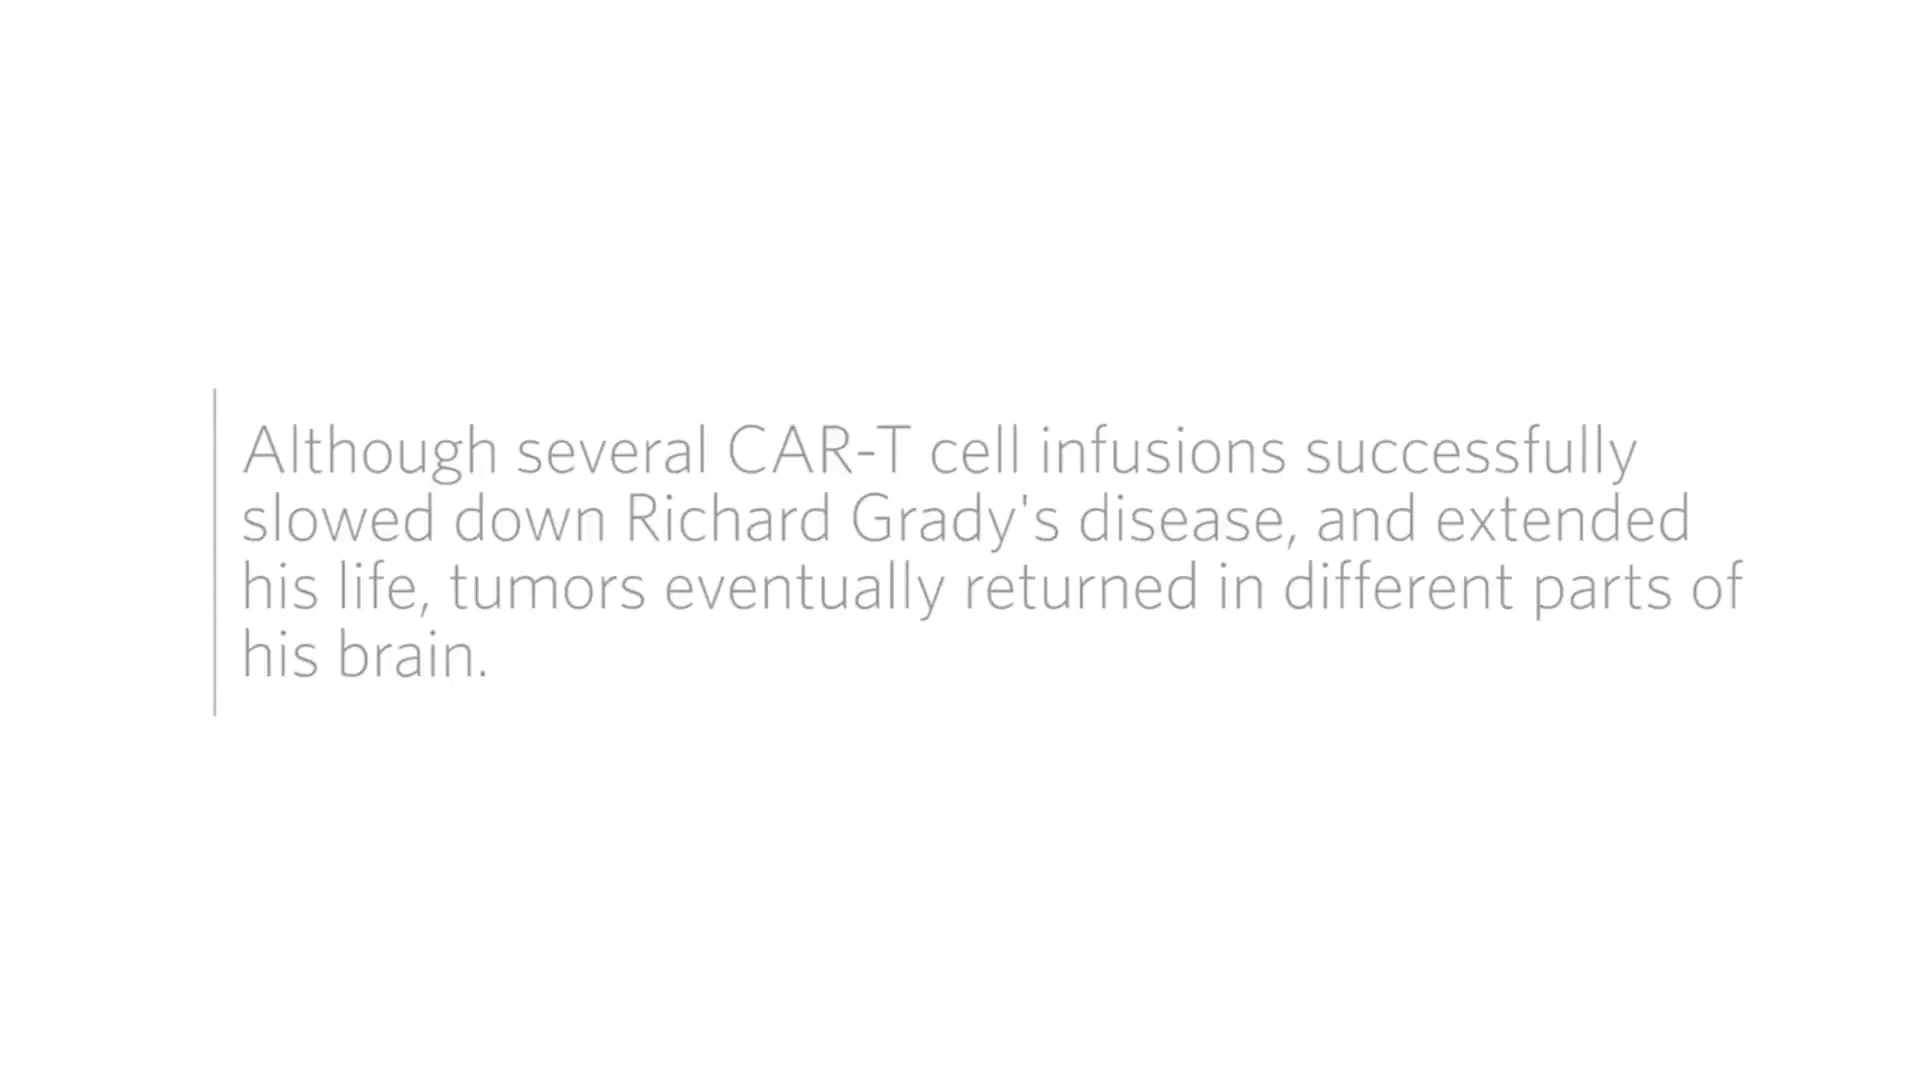 Although several CAR-T cell infusions successfully
slowed down Richard Grady's disease, and extended
his life, tumors eventually returned in different parts of
his brain.